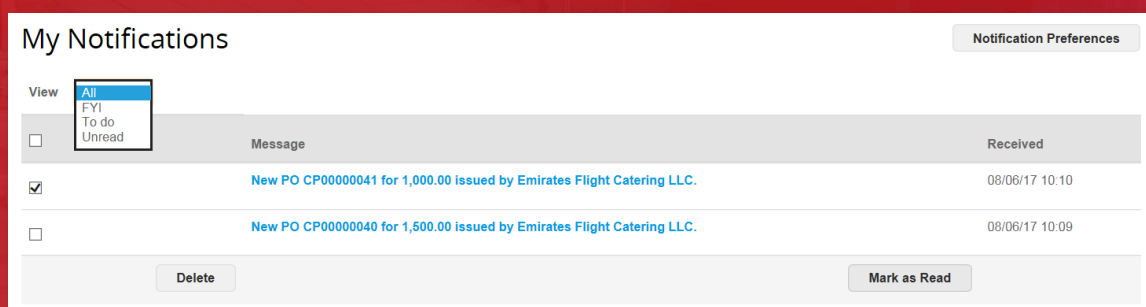 My Notifications
Notification Preferences
View
All
FYI
To do
Unread
Message Received
New PO CP00000041 for 1,000.00 issued by Emirates Flight Catering LLC. 08/06/17 10:10
New PO CP00000040 for 1,500.00 issued by Emirates Flight Catering LLC. 08/06/17 10:09
Delete Mark as Read